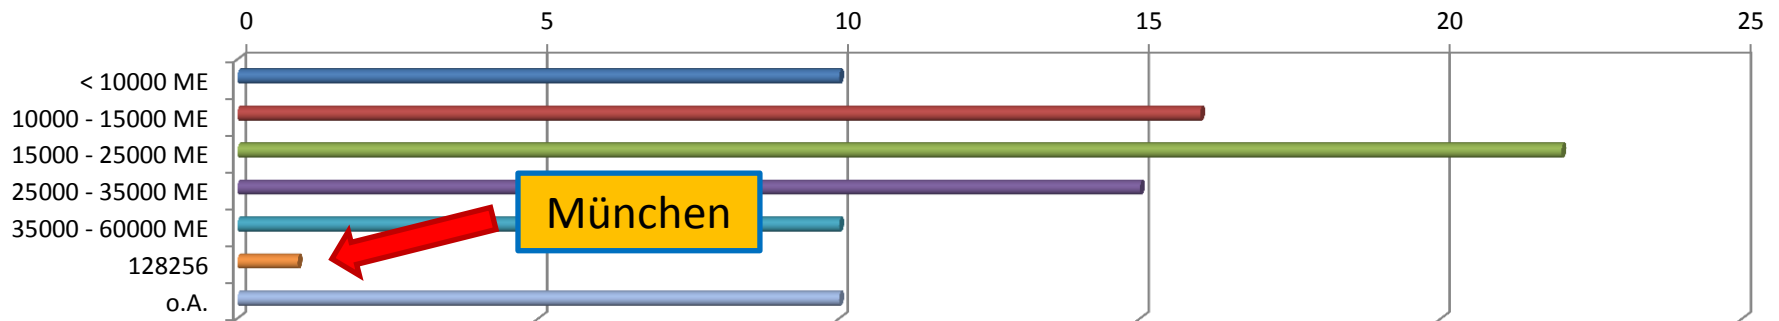 0 5 10 15 20 25
< 10000 ME
10000 - 15000 ME
15000 - 25000 ME
25000 - 35000 ME
35000 - 60000 ME
128256
o.A.
München